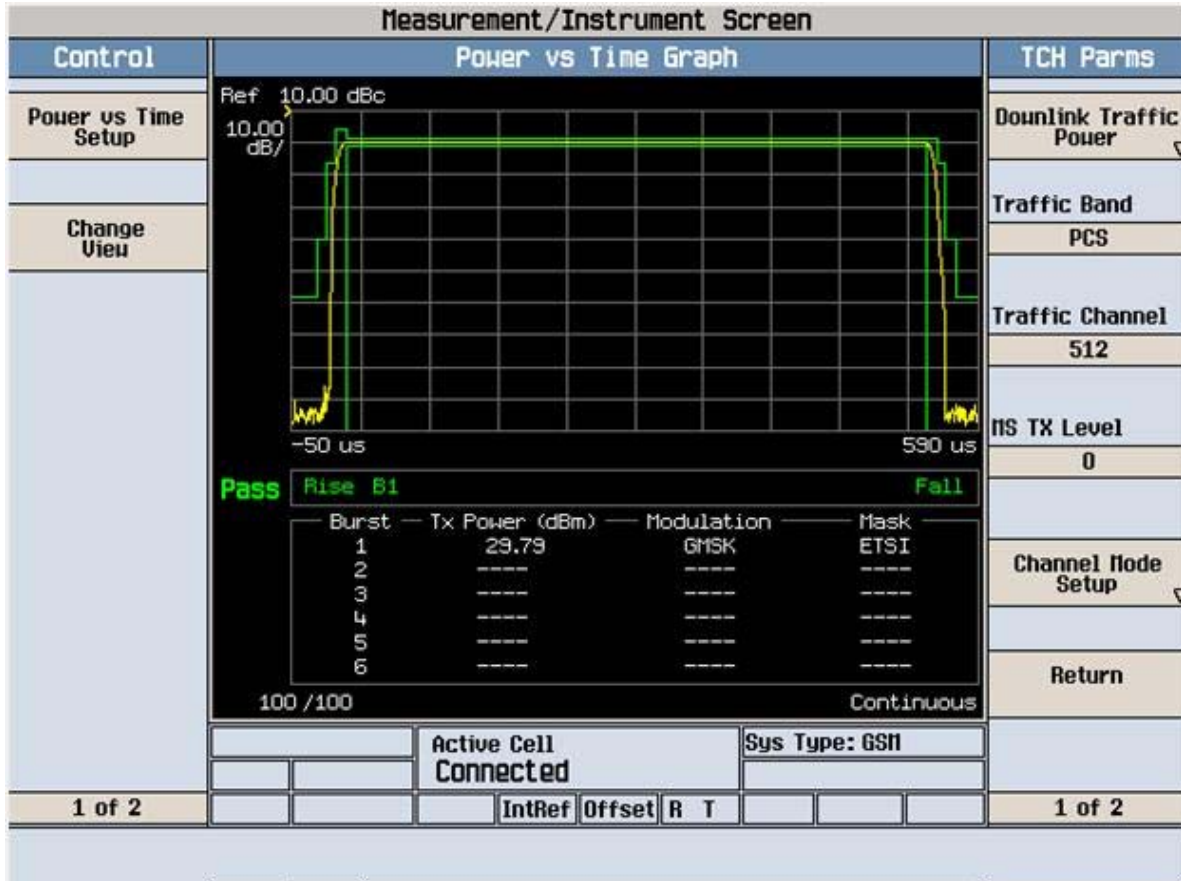 Measurement/Instrument Screen
Control
Power vs Time Graph
TCH Parms
Power vs Time
Setup
Change
View
Ref 10.00 dBc
10.00
dB/
-50 us
590 us
Pass
Rise B1
Fall
Burst Tx Power (dBm) Modulation Mask
1 29.79 GMSK ETSI
2 ---- ---- ----
3 ---- ---- ----
4 ---- ---- ----
5 ---- ---- ----
6 ---- ---- ----
100 /100
Continuous
Downlink Traffic
Power
Traffic Band
PCS
Traffic Channel
512
MS TX Level
0
Channel Mode
Setup
Return
Active Cell
Connected
Sys Type: GSM
1 of 2
IntRef
Offset
R T
1 of 2